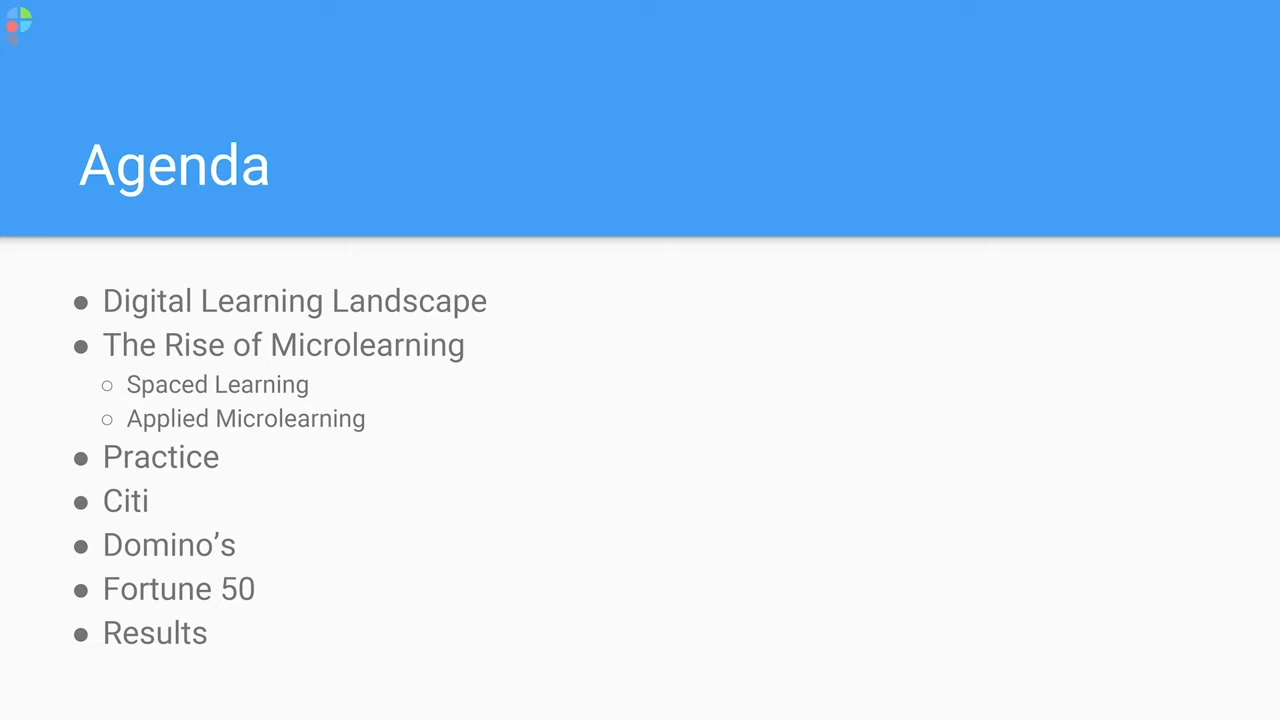 Agenda
● Digital Learning Landscape
● The Rise of Microlearning
○ Spaced Learning
○ Applied Microlearning
● Practice
● Citi
● Domino’s
● Fortune 50
● Results